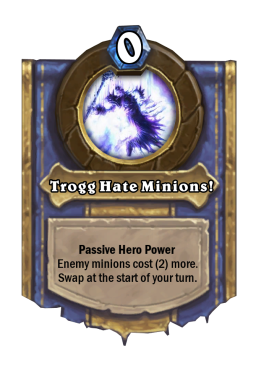 0
Trogg Hate Minions!
Passive Hero Power
Enemy minions cost (2) more.
Swap at the start of your turn.